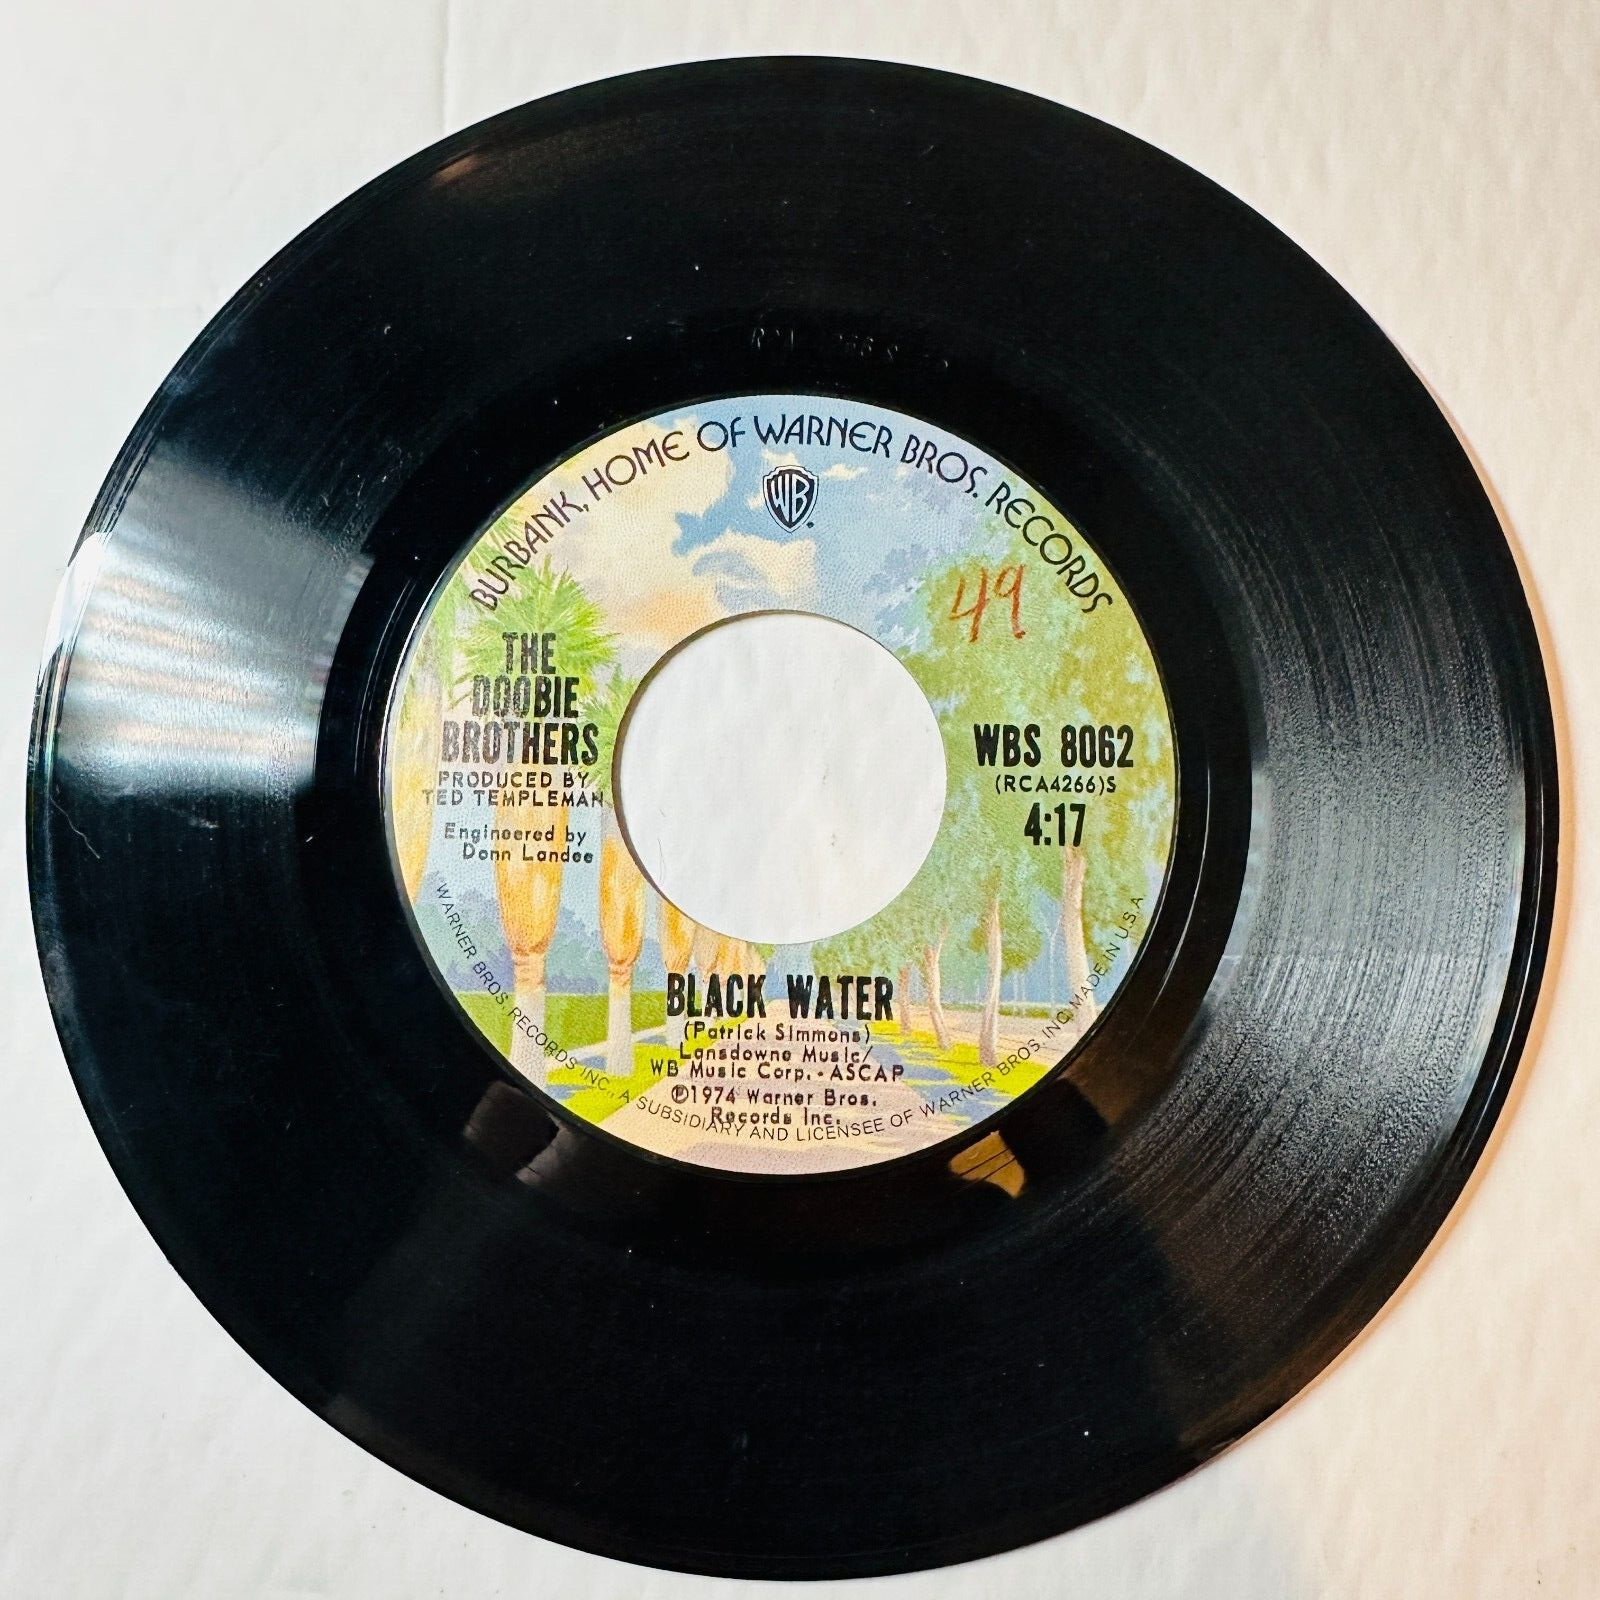 BURBANK, HOME OF WARNER BROS. RECORDS
WB
49
THE
DOOBIE
BROTHERS
PRODUCED BY
TED TEMPLEMAN
Engineered by
Donn Landee
WBS 8062
(RCA4266)S
4:17
BLACK WATER
(Patrick Simmons)
Lansdowne Music/
WB Music Corp. - ASCAP
℗1974 Warner Bros.
Records Inc.
WARNER BROS. RECORDS INC., A SUBSIDIARY AND LICENSEE OF WARNER BROS. INC. MADE IN U.S.A